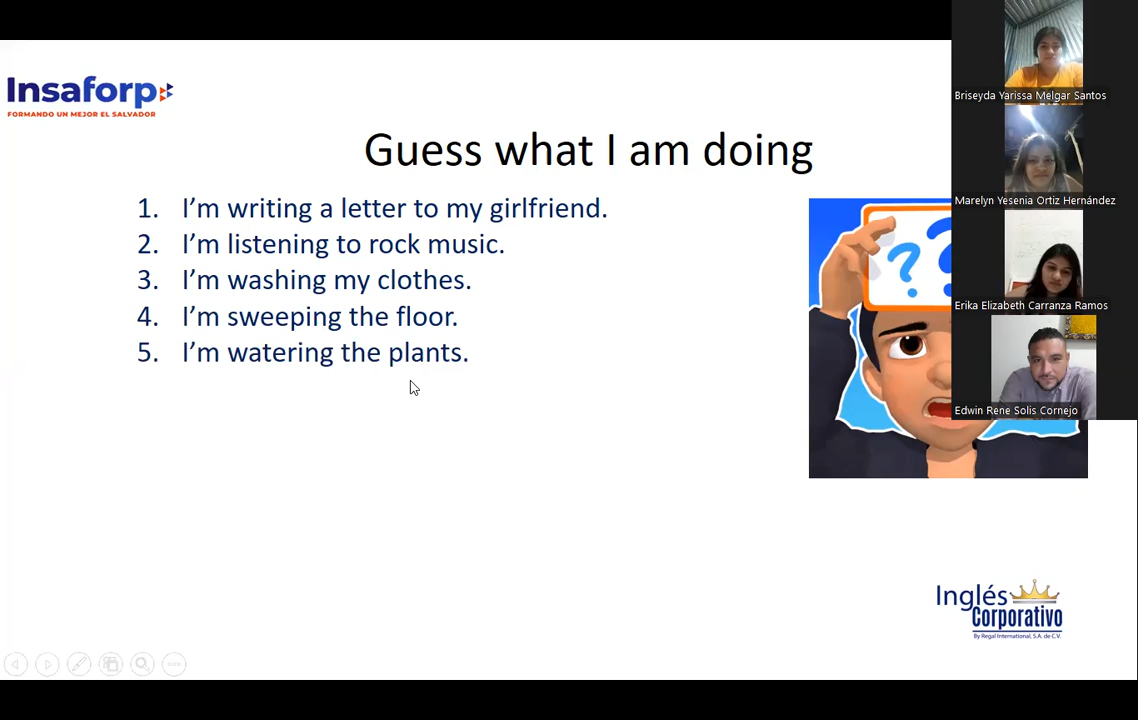 Insaforp
FORMANDO UN MEJOR EL SALVADOR
Guess what I am doing
1. I'm writing a letter to my girlfriend.
2. I'm listening to rock music.
3. I'm washing my clothes.
4. I'm sweeping the floor.
5. I'm watering the plants.
? ?
Briseyda Yarissa Melgar Santos
Marelyn Yesenia Ortiz Hernández
Erika Elizabeth Carranza Ramos
Edwin Rene Solis Cornejo
Inglés
Corporativo
By Regal International, S.A. de C.V.